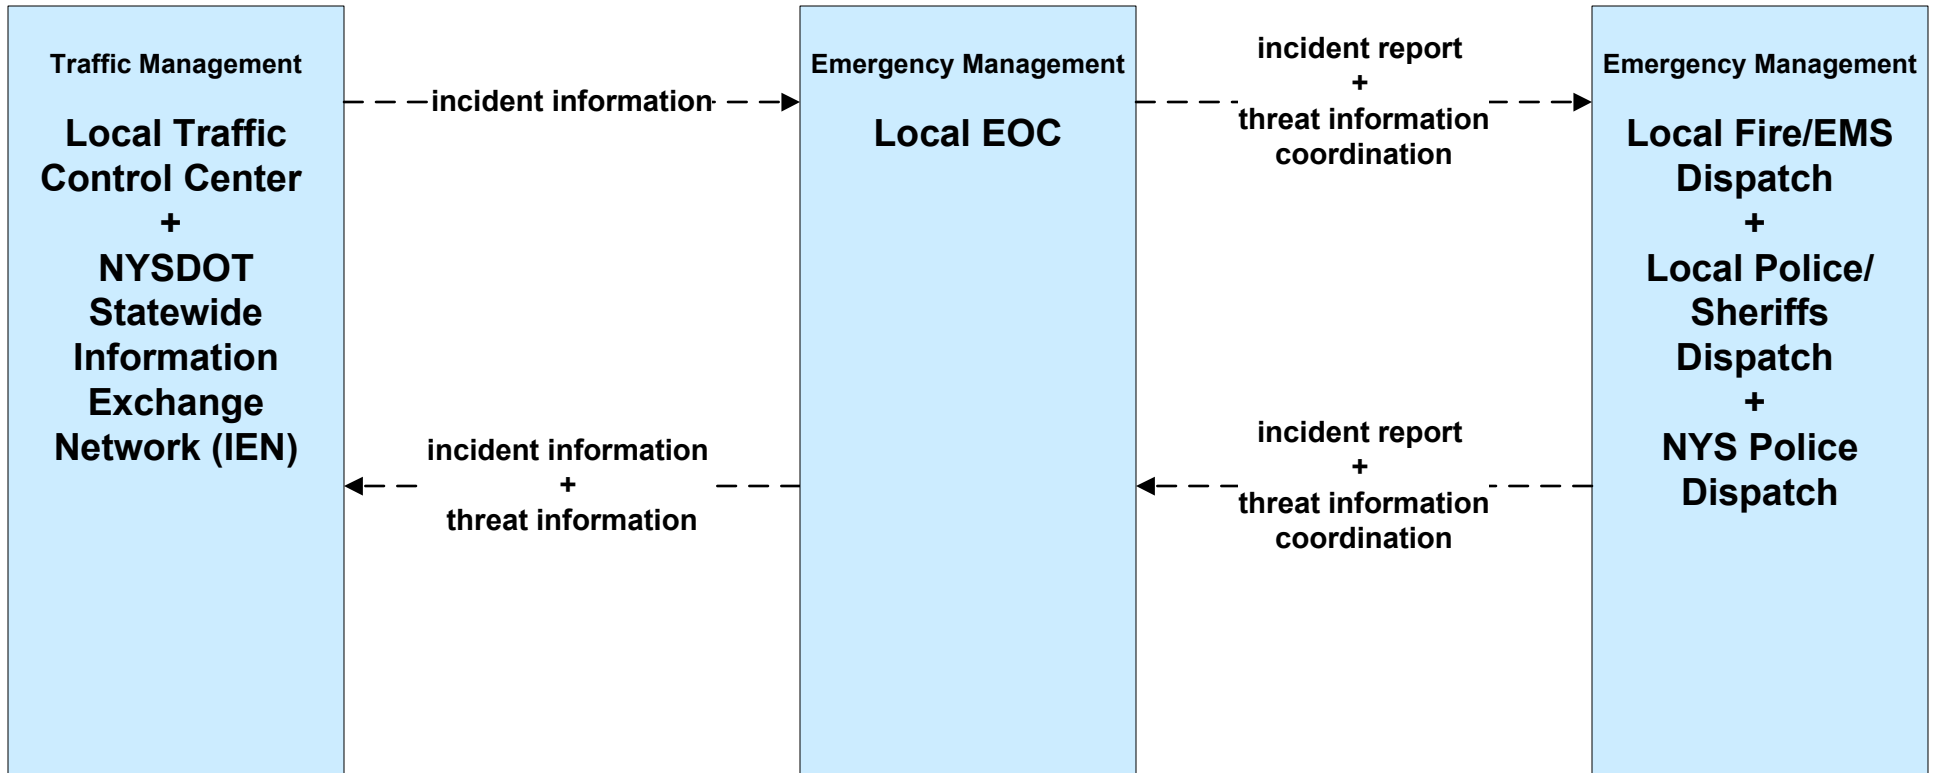 Traffic Management
Local Traffic
Control Center
+
NYSDOT
Statewide
Information
Exchange
Network (IEN)
incident information
incident information
+
threat information
Emergency Management
Local EOC
incident report
+
threat information
coordination
incident report
+
threat information
coordination
Emergency Management
Local Fire/EMS
Dispatch
+
Local Police/
Sheriffs
Dispatch
+
NYS Police
Dispatch